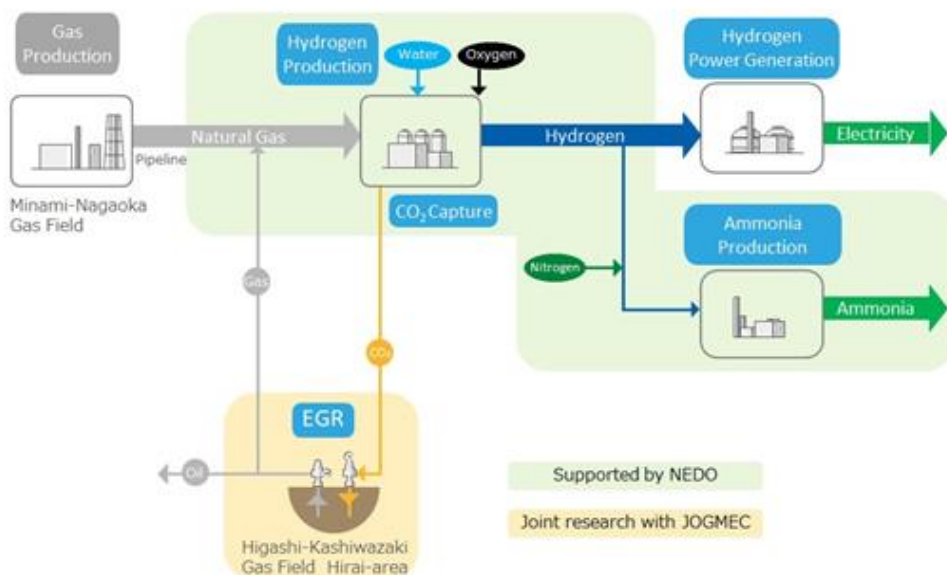 Gas
Production
Hydrogen
Production
Water
Oxygen
Hydrogen
Power Generation
Natural Gas
Pipeline
Hydrogen
Electricity
Minami-Nagaoka
Gas Field
CO₂ Capture
Ammonia
Production
Nitrogen
Gas
Ammonia
CO₂
EGR
Oil
Supported by NEDO
Joint research with JOGMEC
Higashi-Kashiwazaki
Gas Field Hirai-area